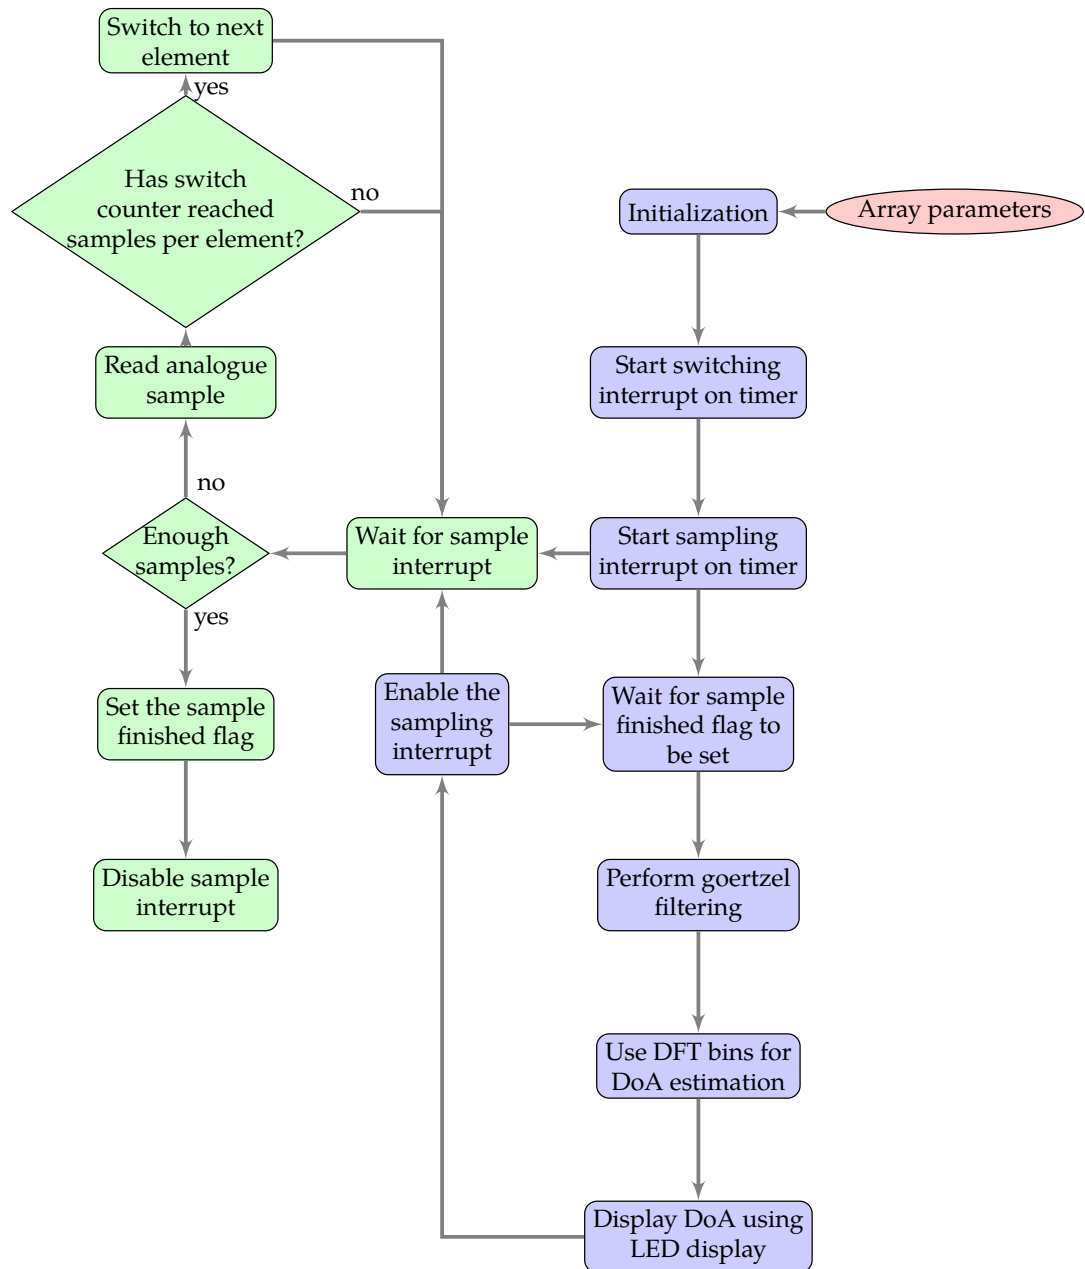 Switch to next
element
yes
Has switch
counter reached
samples per element?
no
Initialization
Array parameters
Read analogue
sample
Start switching
interrupt on timer
no
Enough
samples?
yes
Wait for sample
interrupt
Start sampling
interrupt on timer
Set the sample
finished flag
Enable the
sampling
interrupt
Wait for sample
finished flag to
be set
Disable sample
interrupt
Perform goertzel
filtering
Use DFT bins for
DoA estimation
Display DoA using
LED display